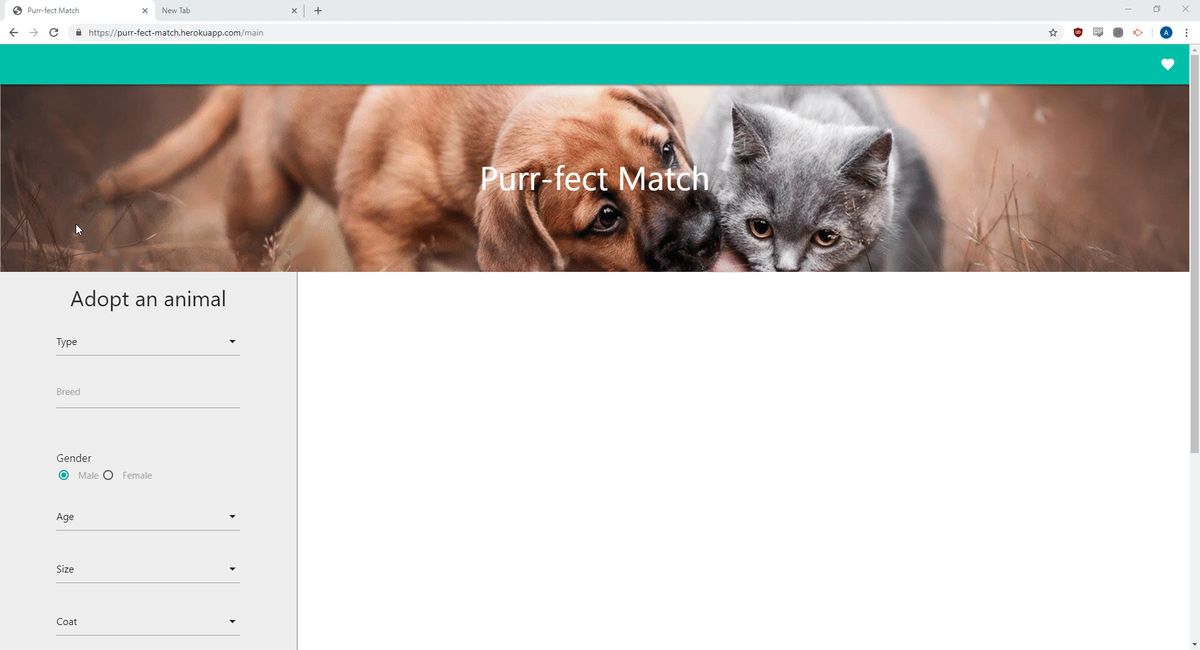 Purr-fect Match
New Tab
https://purr-fect-match.herokuapp.com/main
A
Purr-fect Match
Adopt an animal
Type
Breed
Gender
Male Female
Age
Size
Coat